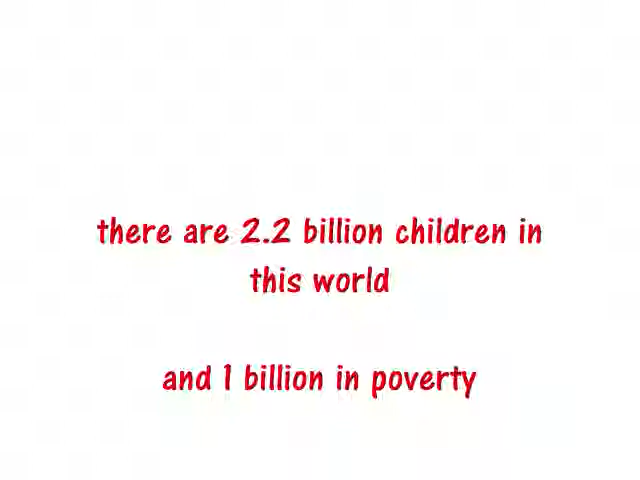 there are 2.2 billion children in
this world
and 1 billion in poverty